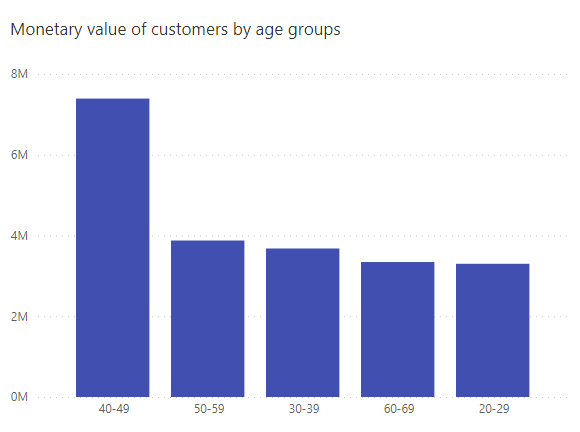 Monetary value of customers by age groups
8M
6M
4M
2M
0M
40-49 50-59 30-39 60-69 20-29